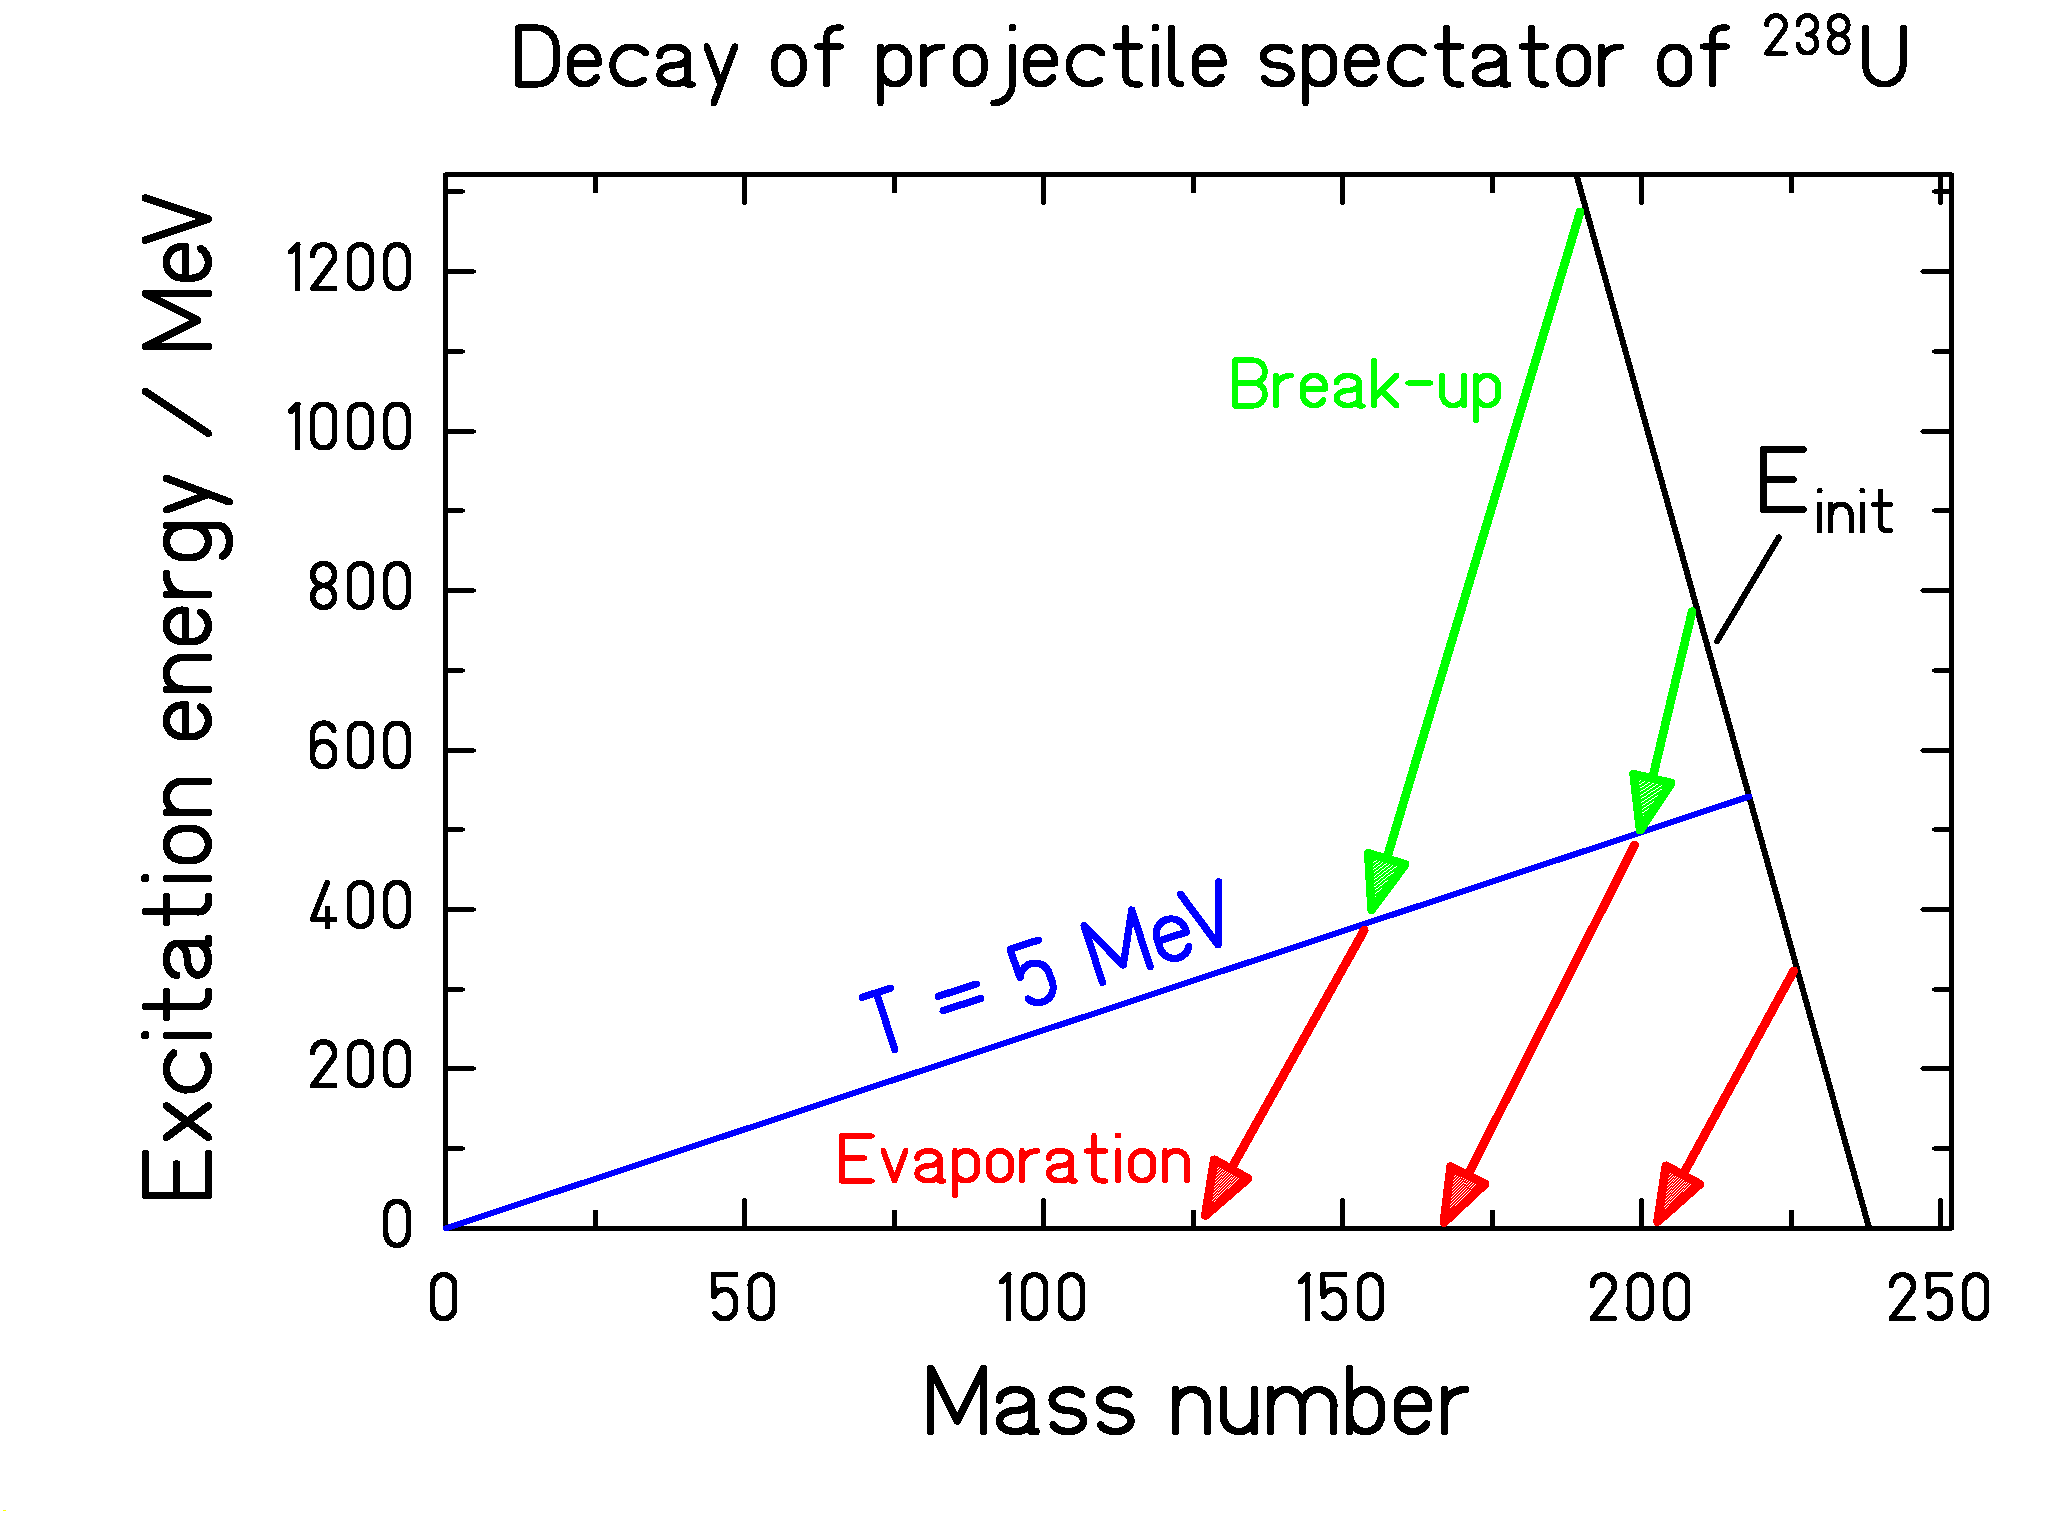 Decay of projectile spectator of ²³⁸U
Excitation energy / MeV
1200
1000
800
600
400
200
0
Break-up
E_init
T = 5 MeV
Evaporation
0 50 100 150 200 250
Mass number